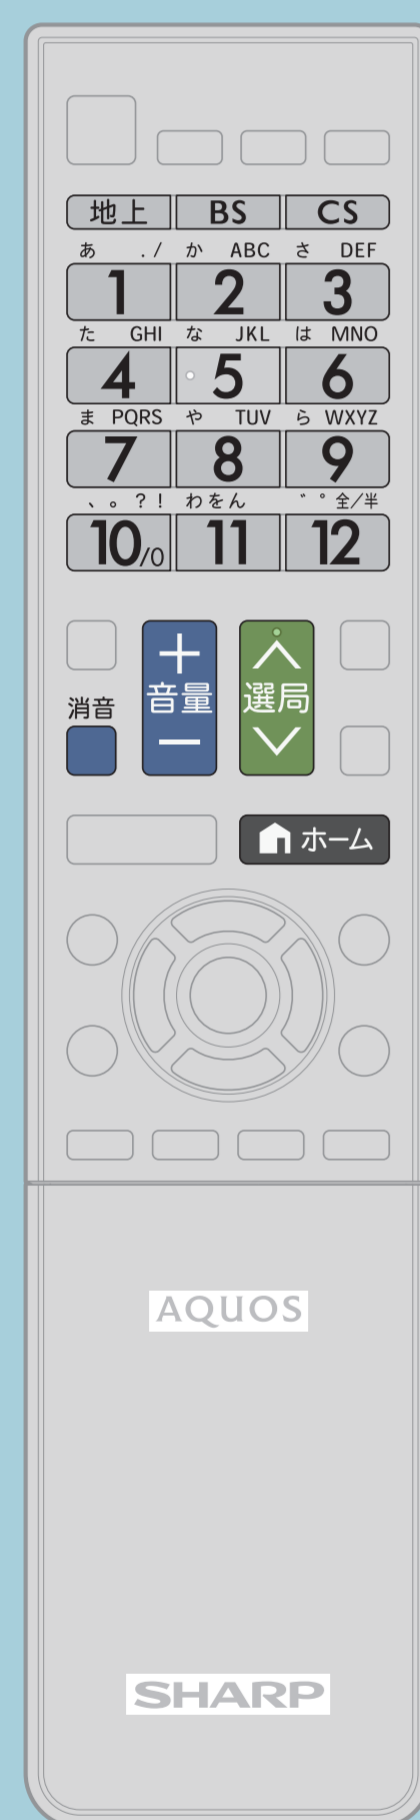 地上 BS CS
あ ./ か ABC さ DEF
1 2 3
た GHI な JKL は MNO
4 5 6
ま PQRS や TUV ら WXYZ
7 8 9
、。?! わをん ゛゜全/半
10/0 11 12
+ ∧
音量 選局
消音
− ∨
ホーム
AQUOS
SHARP